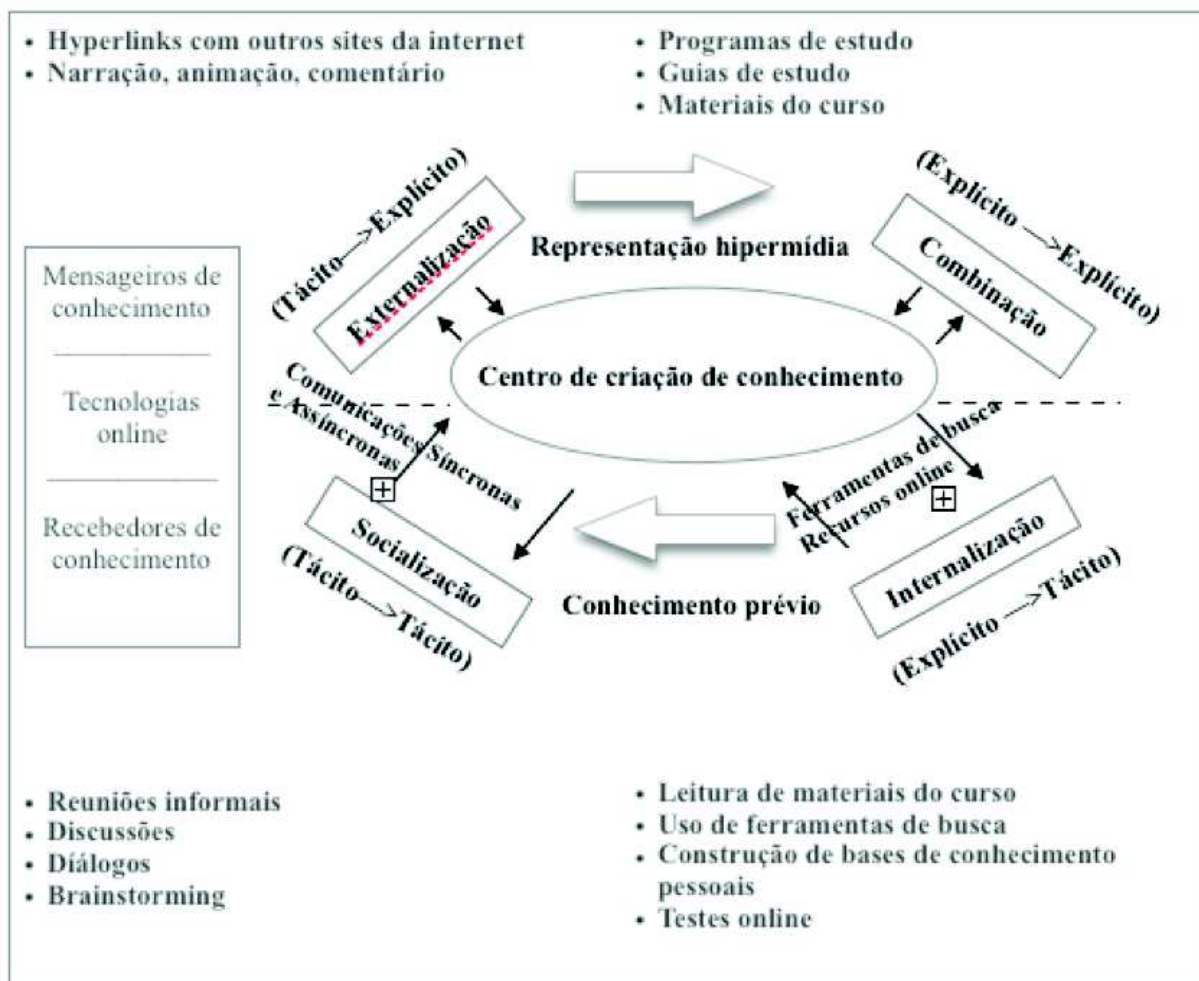 • Hyperlinks com outros sites da internet
• Narração, animação, comentário
• Programas de estudo
• Guias de estudo
• Materiais do curso
(Tácito--->Explícito)
Externalização
Representação hipermídia
(Explícito --->Explícito)
Combinação
Mensageiros de
conhecimento
Tecnologias
online
Recebedores de
conhecimento
Centro de criação de conhecimento
Comunicações Síncronas
e Assíncronas
Ferramentas de busca
Recursos online
Socialização
(Tácito--->Tácito)
Conhecimento prévio
Internalização
(Explícito --->Tácito)
• Reuniões informais
• Discussões
• Díálogos
• Brainstorming
• Leitura de materiais do curso
• Uso de ferramentas de busca
• Construção de bases de conhecimento
pessoais
• Testes online